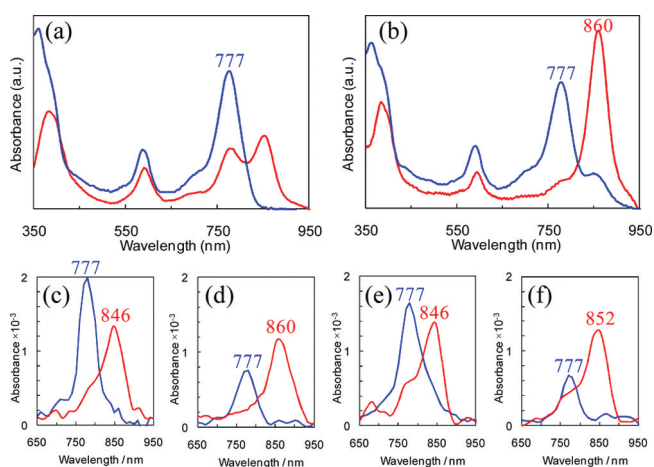 (a)
777
Absorbance (a.u.)
350 550 750 950
Wavelength (nm)
(b)
860
777
Absorbance (a.u.)
350 550 750 950
Wavelength (nm)
(c)
777
846
Absorbance ×10⁻³
2
1
0
650 750 850 950
Wavelength / nm
(d)
860
777
Absorbance ×10⁻³
2
1
0
650 750 850 950
Wavelength / nm
(e)
777
846
Absorbance ×10⁻³
2
1
0
650 750 850 950
Wavelength / nm
(f)
852
777
Absorbance ×10⁻³
2
1
0
650 750 850 950
Wavelength / nm